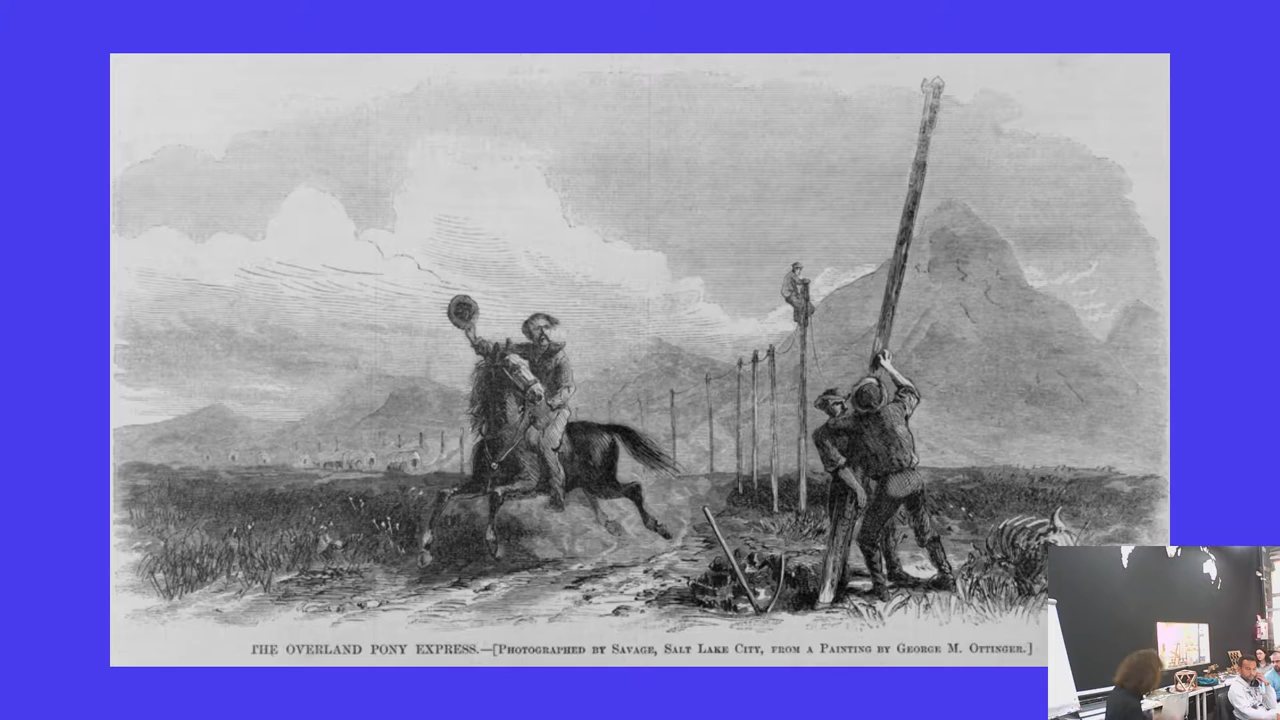 THE OVERLAND PONY EXPRESS.—[Photographed by Savage, Salt Lake City, from a Painting by George M. Ottinger.]